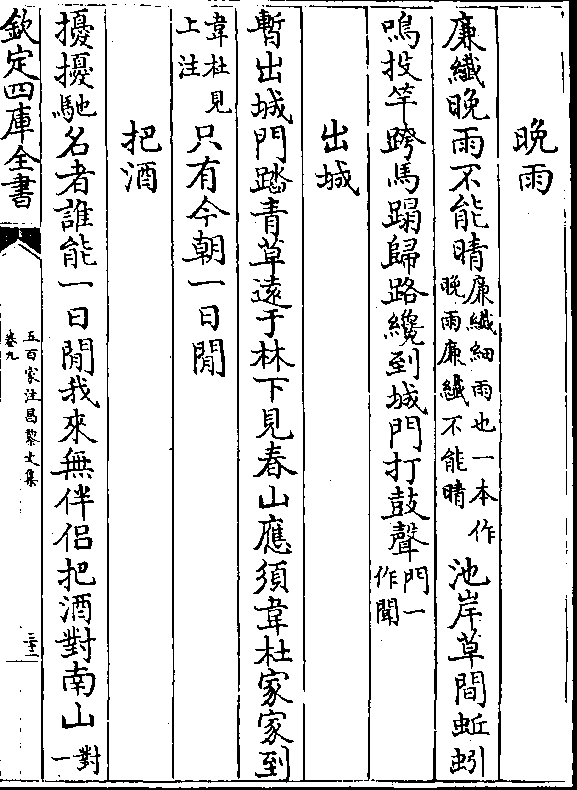 晚雨
廉纖晚雨不能晴廉纖細雨也一本作晚雨廉纖不能晴池岸草間蚯蚓
鳴投竿跨馬蹋歸路纔到城門打鼓聲門一作聞
出城
暫出城門踏青草遠于林下見春山應須韋杜家家到
韋杜見上注只有今朝一日閒
把酒
擾擾馳名者誰能一日閒我來無伴侣把酒對南山對一
欽定四庫全書
五百家注昌黎文集
卷九
三十二